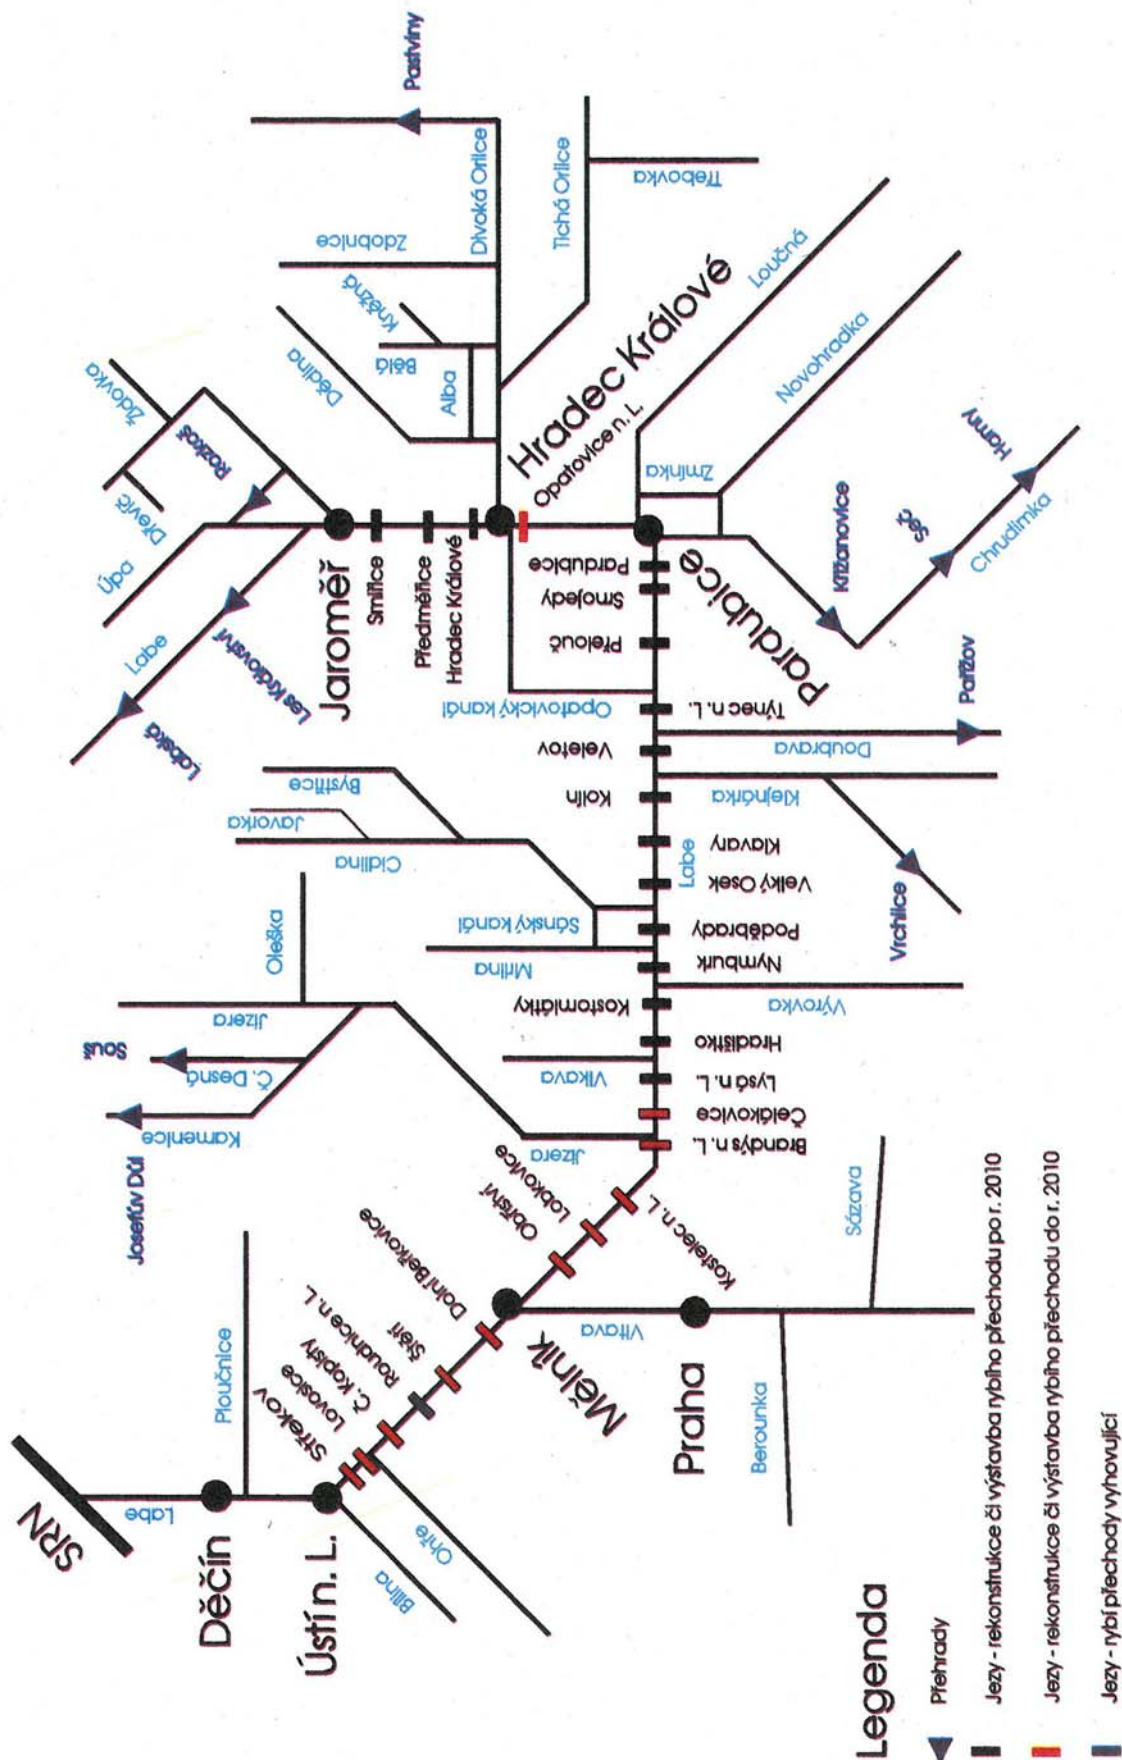 SRN
Labe
Děčín
Ploučnice
Ústí n. L.
Bílina
Ohře
Střekov
Lovosice
Č. Kopisty
Roudnice n. L.
Štětí
Dolní Beřkovice
Mělník
Vltava
Praha
Berounka
Sázava
Obříství
Lobkovice
Kostelec n. L.
Brandýs n. L.
Čelákovice
Lysá n. L.
Hradištko
Kostomlátky
Nymburk
Poděbrady
Velký Osek
Klavary
Kolín
Veletov
Týnec n. L.
Přelouč
Srnojedy
Pardubice
Pardubice
Labe
Jizera
Vlkava
Josefův Důl
Kamenice
Č. Desná
Souš
Jizera
Oleška
Výrovka
Mrlina
Sánský kanál
Cidlina
Javorka
Bystřice
Vrchlice
Klejnárka
Doubrava
Pařížov
Opatovický kanál
Labská
Les Království
Labe
Úpa
Dřevíč
Židovka
Rozkoš
Jaroměř
Smiřice
Předměřice
Hradec Králové
Hradec Králové
Opatovice n. L.
Dědina
Alba
Bělá
Kněžná
Zdobnice
Divoká Orlice
Pastviny
Tichá Orlice
Třebovka
Loučná
Zmínka
Novohradka
Křižanovice
Seč
Hamry
Chrudimka
Legenda
Přehrady
Jezy - rekonstrukce či výstavba rybího přechodu po r. 2010
Jezy - rekonstrukce či výstavba rybího přechodu do r. 2010
Jezy - rybí přechody vyhovující